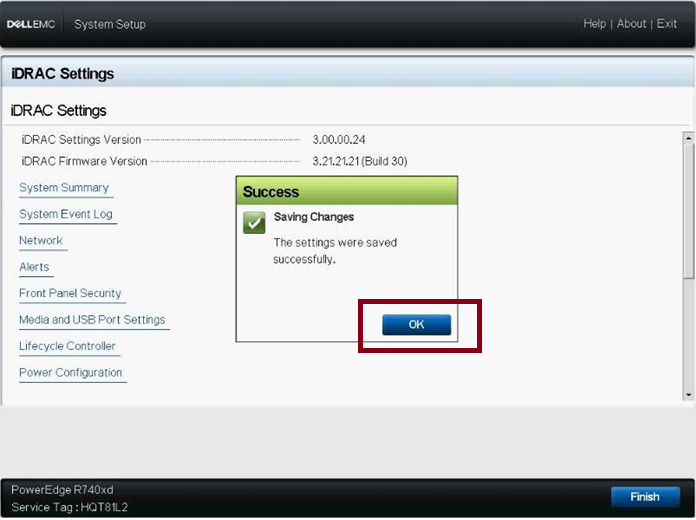 DELLEMC System Setup Help | About | Exit
iDRAC Settings
iDRAC Settings
iDRAC Settings Version 3.00.00.24
iDRAC Firmware Version 3.21.21.21 (Build 30)
System Summary
System Event Log
Network
Alerts
Front Panel Security
Media and USB Port Settings
Lifecycle Controller
Power Configuration
Success
Saving Changes
The settings were saved
successfully.
OK
PowerEdge R740xd
Service Tag : HQT81L2
Finish